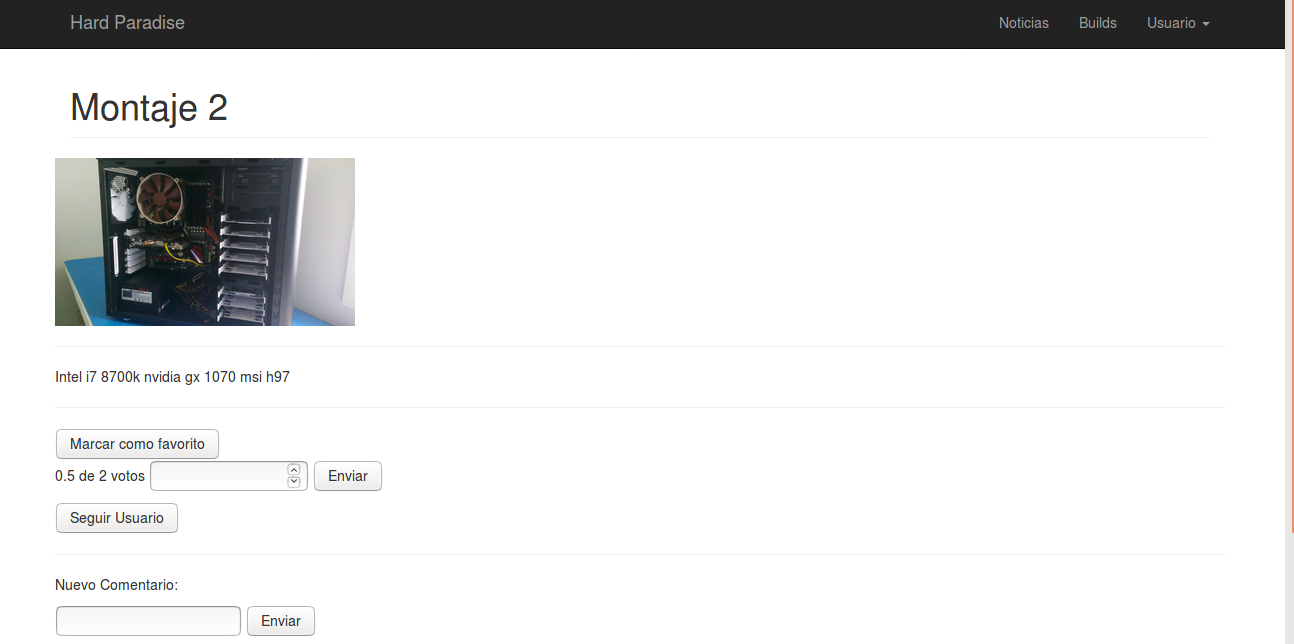 Hard Paradise
Noticias Builds Usuario
Montaje 2
Intel i7 8700k nvidia gx 1070 msi h97
Marcar como favorito
0.5 de 2 votos Enviar
Seguir Usuario
Nuevo Comentario:
Enviar